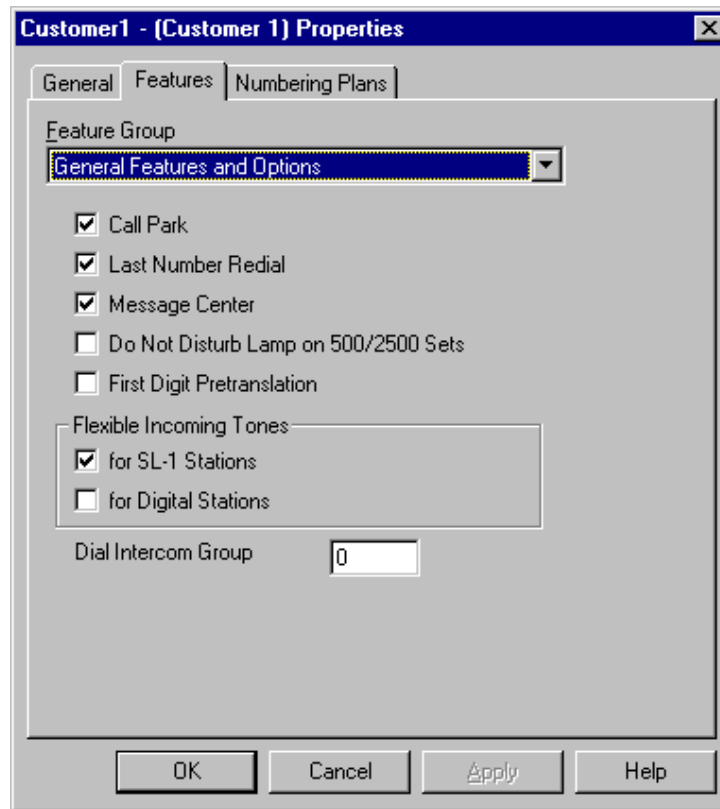 Customer1 - (Customer 1) Properties
General Features Numbering Plans
Feature Group
General Features and Options
Call Park
Last Number Redial
Message Center
Do Not Disturb Lamp on 500/2500 Sets
First Digit Pretranslation
Flexible Incoming Tones
for SL-1 Stations
for Digital Stations
Dial Intercom Group 0
OK Cancel Apply Help